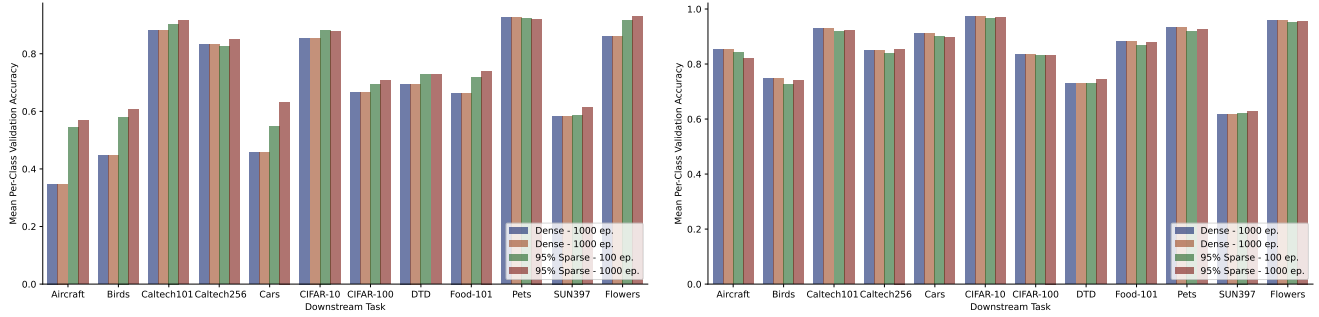 Mean Per-Class Validation Accuracy
0.8
0.6
0.4
0.2
0.0
Aircraft Birds Caltech101 Caltech256 Cars CIFAR-10 CIFAR-100 DTD Food-101 Pets SUN397 Flowers
Downstream Task
Dense - 1000 ep.
Dense - 1000 ep.
95% Sparse - 100 ep.
95% Sparse - 1000 ep.
Mean Per-Class Validation Accuracy
1.0
0.8
0.6
0.4
0.2
0.0
Aircraft Birds Caltech101 Caltech256 Cars CIFAR-10 CIFAR-100 DTD Food-101 Pets SUN397 Flowers
Downstream Task
Dense - 1000 ep.
Dense - 1000 ep.
95% Sparse - 100 ep.
95% Sparse - 1000 ep.